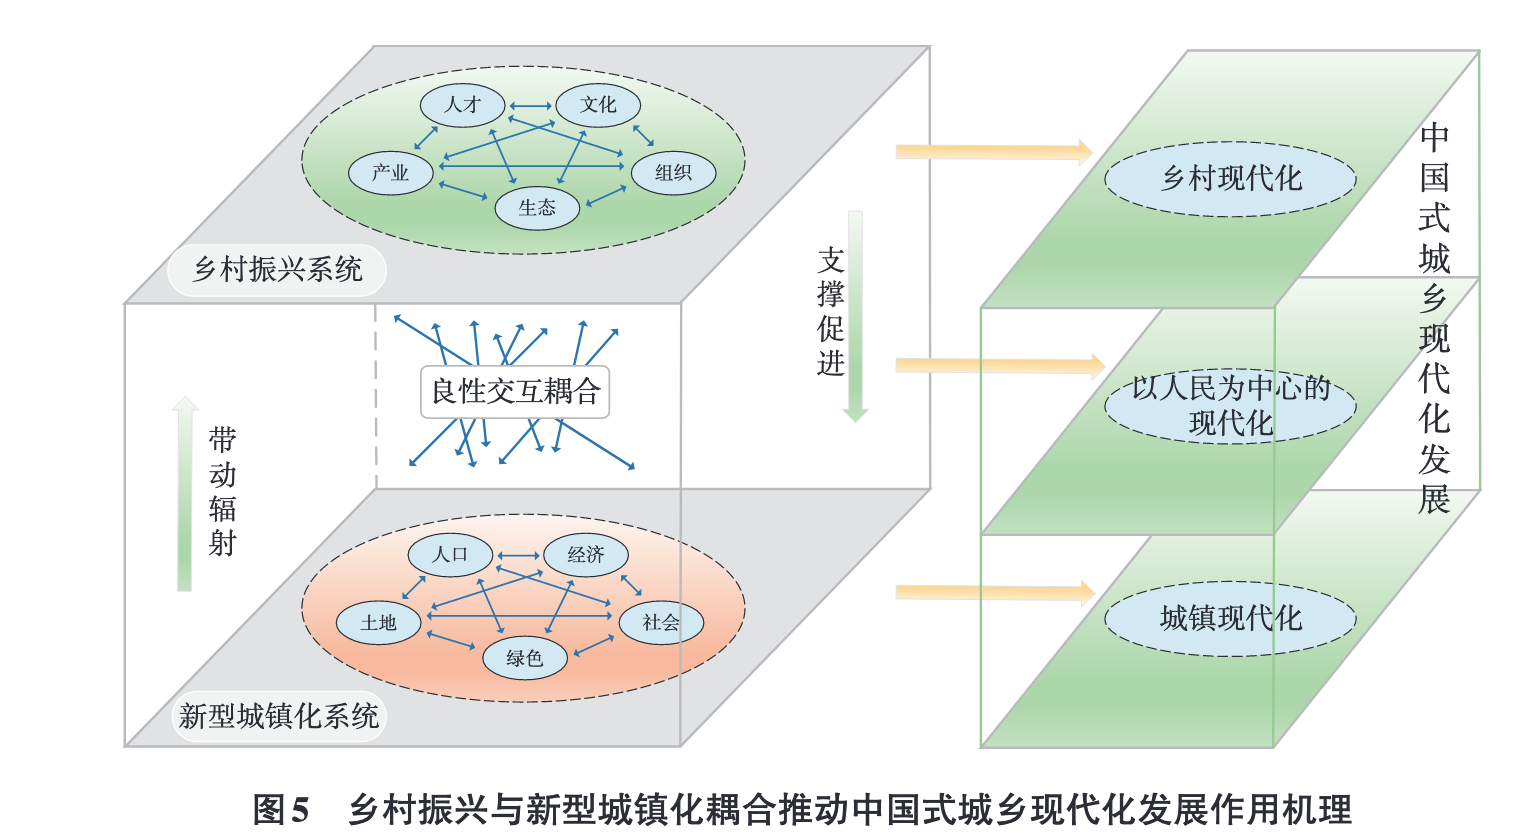 人才
文化
产业
组织
生态
乡村振兴系统
支撑促进
良性交互耦合
带动辐射
人口
经济
土地
社会
绿色
新型城镇化系统
乡村现代化
以人民为中心的
现代化
城镇现代化
中国式城乡现代化发展
图5 乡村振兴与新型城镇化耦合推动中国式城乡现代化发展作用机理